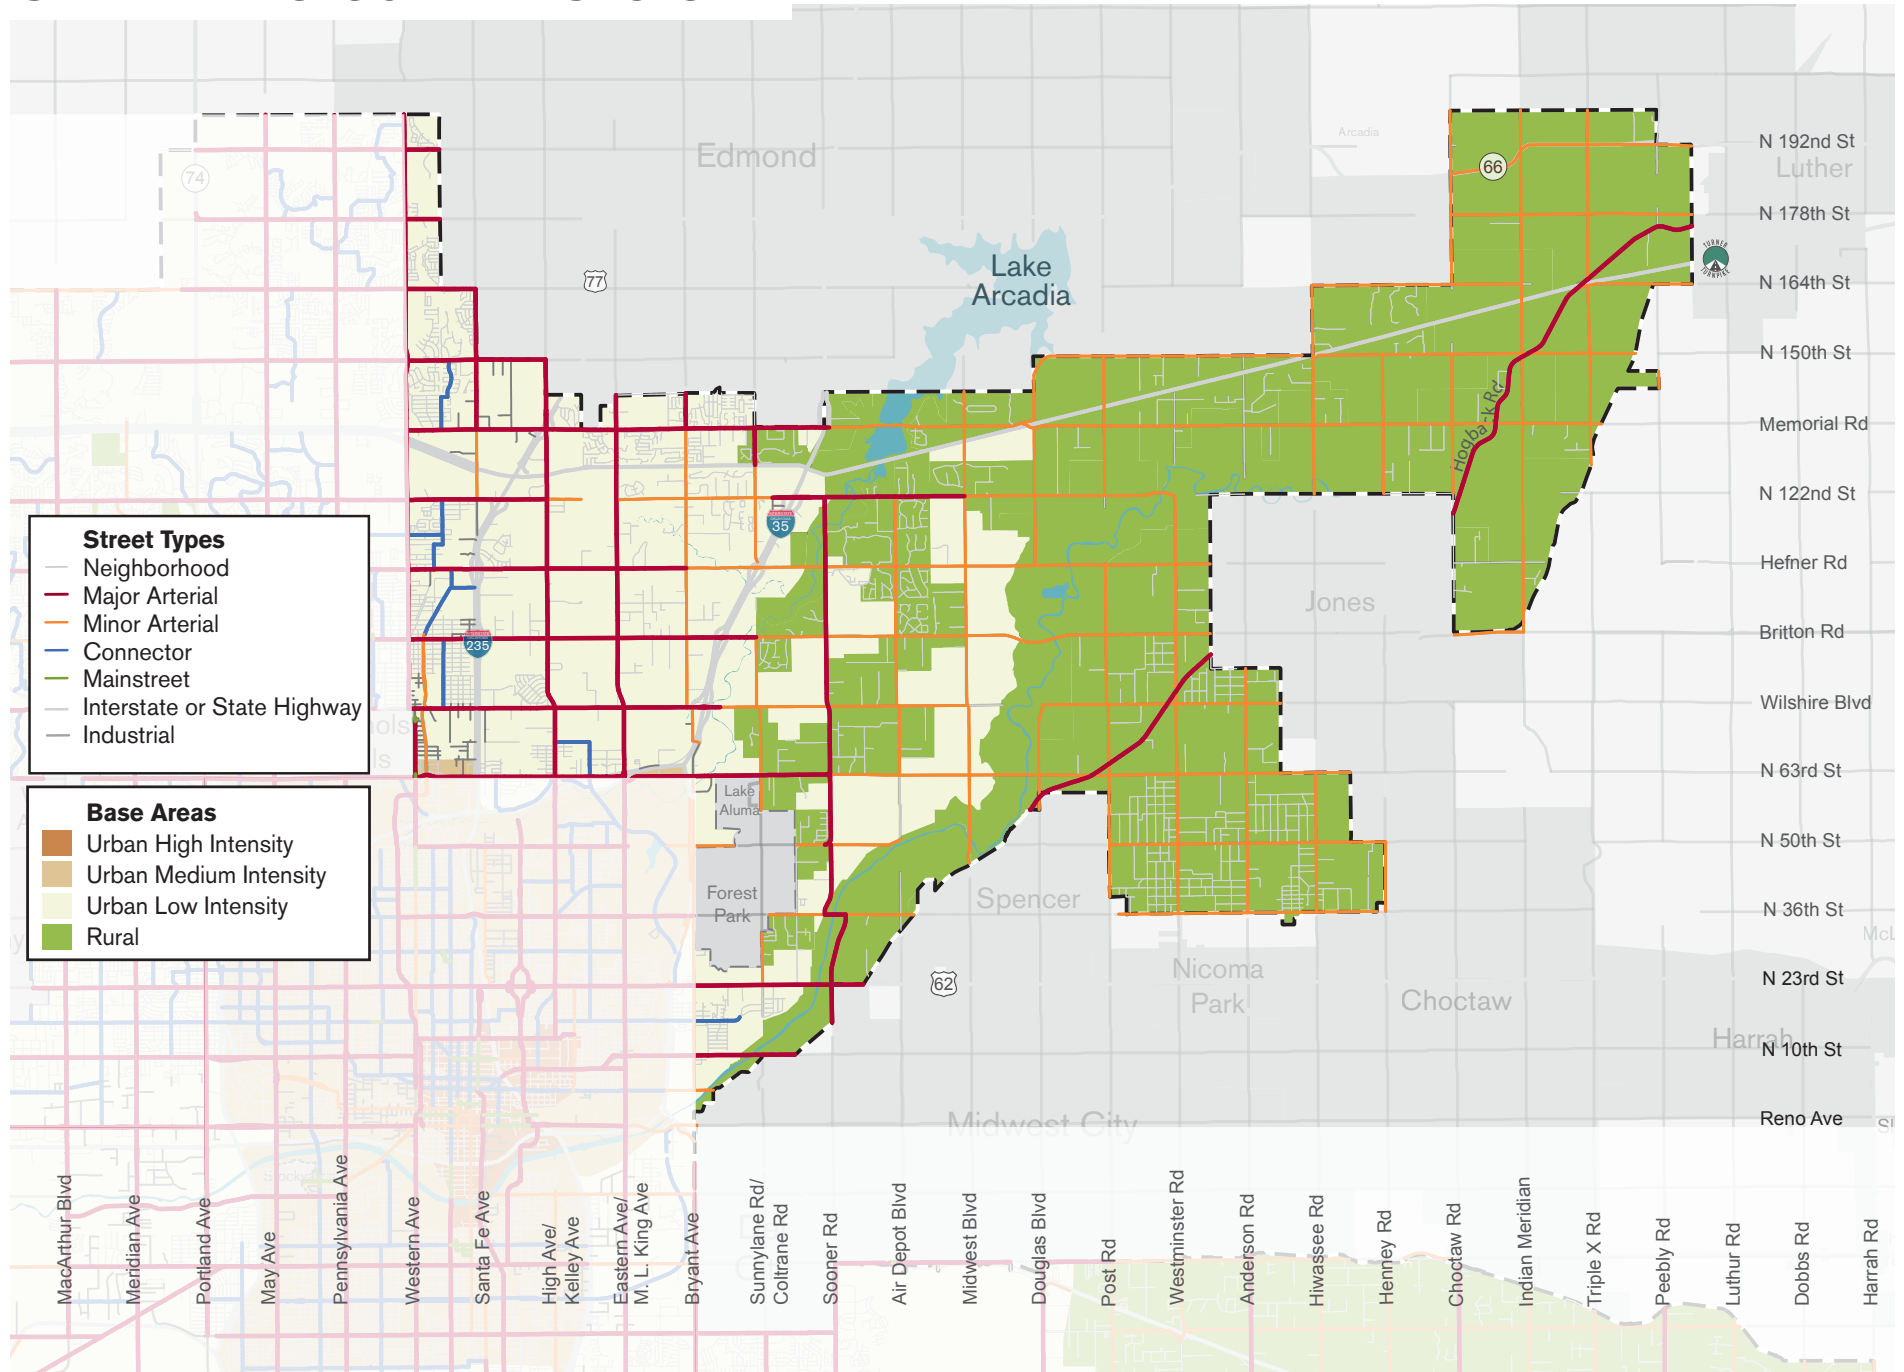 Edmond
Arcadia
N 192nd St
Luther
66
74
N 178th St
TURNER
TURNPIKE
77
Lake
Arcadia
N 164th St
N 150th St
Hogback Rd
Memorial Rd
N 122nd St
35
Street Types
Neighborhood
Major Arterial
Minor Arterial
Connector
Mainstreet
Interstate or State Highway
Industrial
Hefner Rd
Jones
Britton Rd
235
Wilshire Blvd
N 63rd St
Lake
Aluma
Base Areas
Urban High Intensity
Urban Medium Intensity
Urban Low Intensity
Rural
N 50th St
Forest
Park
Spencer
N 36th St
Nicoma
Park
62
N 23rd St
Choctaw
Harrah
N 10th St
Midwest City
Reno Ave
MacArthur Blvd
Meridian Ave
Portland Ave
May Ave
Pennsylvania Ave
Western Ave
Santa Fe Ave
High Ave/
Kelley Ave
Eastern Ave/
M. L. King Ave
Bryant Ave
Sunnylane Rd/
Coltrane Rd
Sooner Rd
Air Depot Blvd
Midwest Blvd
Douglas Blvd
Post Rd
Westminster Rd
Anderson Rd
Hiwassee Rd
Henney Rd
Choctaw Rd
Indian Meridian
Triple X Rd
Peebly Rd
Luthur Rd
Dobbs Rd
Harrah Rd